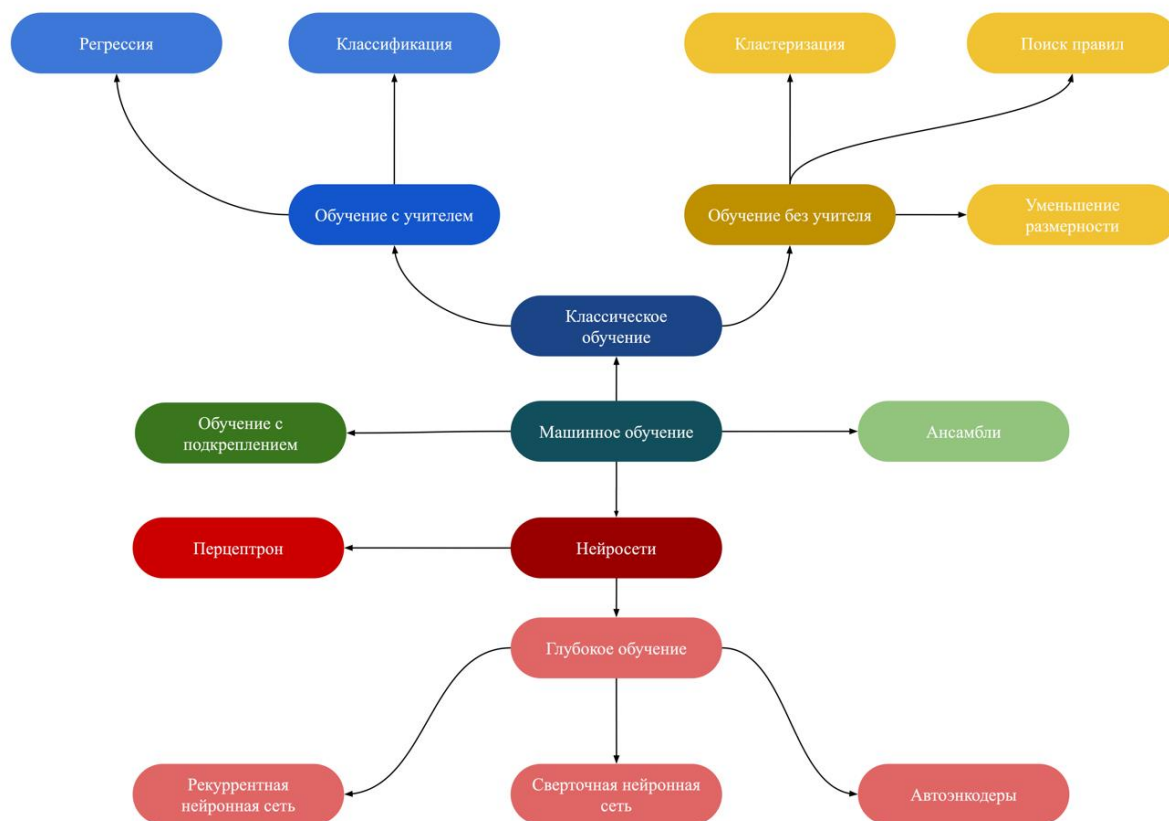 Регрессия
Классификация
Кластеризация
Поиск правил
Обучение с учителем
Обучение без учителя
Уменьшение
размерности
Классическое
обучение
Обучение с
подкреплением
Машинное обучение
Ансамбли
Перцептрон
Нейросети
Глубокое обучение
Рекуррентная
нейронная сеть
Сверточная нейронная
сеть
Автоэнкодеры